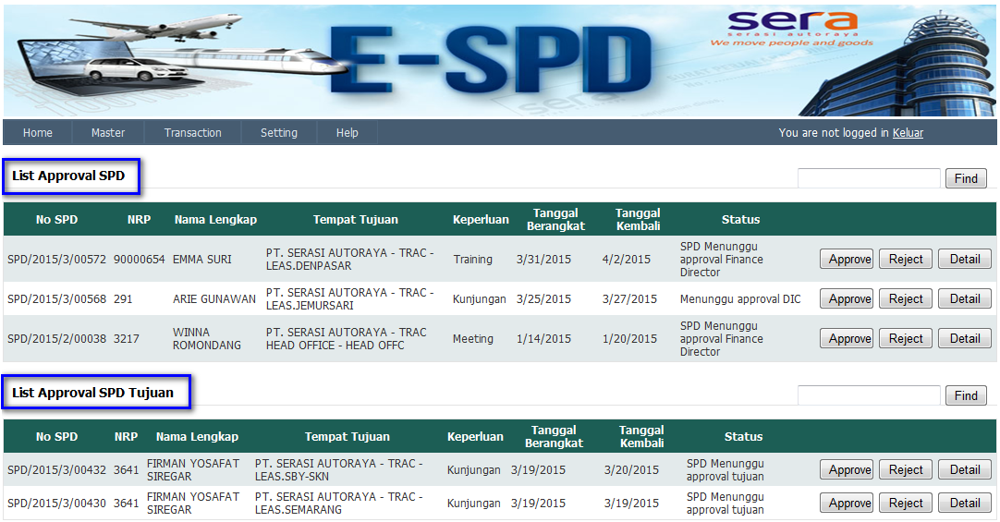 sera
serasi autoraya
We move people and goods
E-SPD
sera
Home Master Transaction Setting Help You are not logged in Keluar
List Approval SPD
Find
No SPD NRP Nama Lengkap Tempat Tujuan Keperluan Tanggal Berangkat Tanggal Kembali Status
SPD/2015/3/00572 90000654 EMMA SURI PT. SERASI AUTORAYA - TRAC - LEAS.DENPASAR Training 3/31/2015 4/2/2015 SPD Menunggu approval Finance Director Approve Reject Detail
SPD/2015/3/00568 291 ARIE GUNAWAN PT. SERASI AUTORAYA - TRAC - LEAS.JEMURSARI Kunjungan 3/25/2015 3/27/2015 Menunggu approval DIC Approve Reject Detail
SPD/2015/2/00038 3217 WINNA ROMONDANG PT. SERASI AUTORAYA - TRAC HEAD OFFICE - HEAD OFFC Meeting 1/14/2015 1/20/2015 SPD Menunggu approval Finance Director Approve Reject Detail
List Approval SPD Tujuan
Find
No SPD NRP Nama Lengkap Tempat Tujuan Keperluan Tanggal Berangkat Tanggal Kembali Status
SPD/2015/3/00432 3641 FIRMAN YOSAFAT SIREGAR PT. SERASI AUTORAYA - TRAC - LEAS.SBY-SKN Kunjungan 3/19/2015 3/20/2015 SPD Menunggu approval tujuan Approve Reject Detail
SPD/2015/3/00430 3641 FIRMAN YOSAFAT SIREGAR PT. SERASI AUTORAYA - TRAC - LEAS.SEMARANG Kunjungan 3/19/2015 3/19/2015 SPD Menunggu approval tujuan Approve Reject Detail